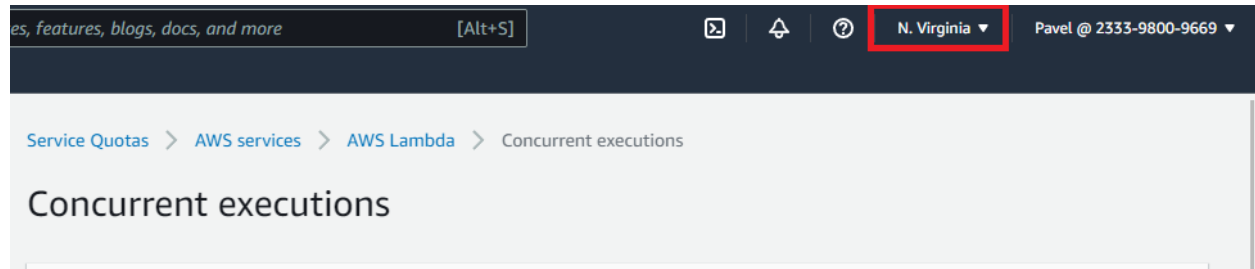 es, features, blogs, docs, and more [Alt+S] N. Virginia ▼ Pavel @ 2333-9800-9669 ▼
Service Quotas > AWS services > AWS Lambda > Concurrent executions
Concurrent executions